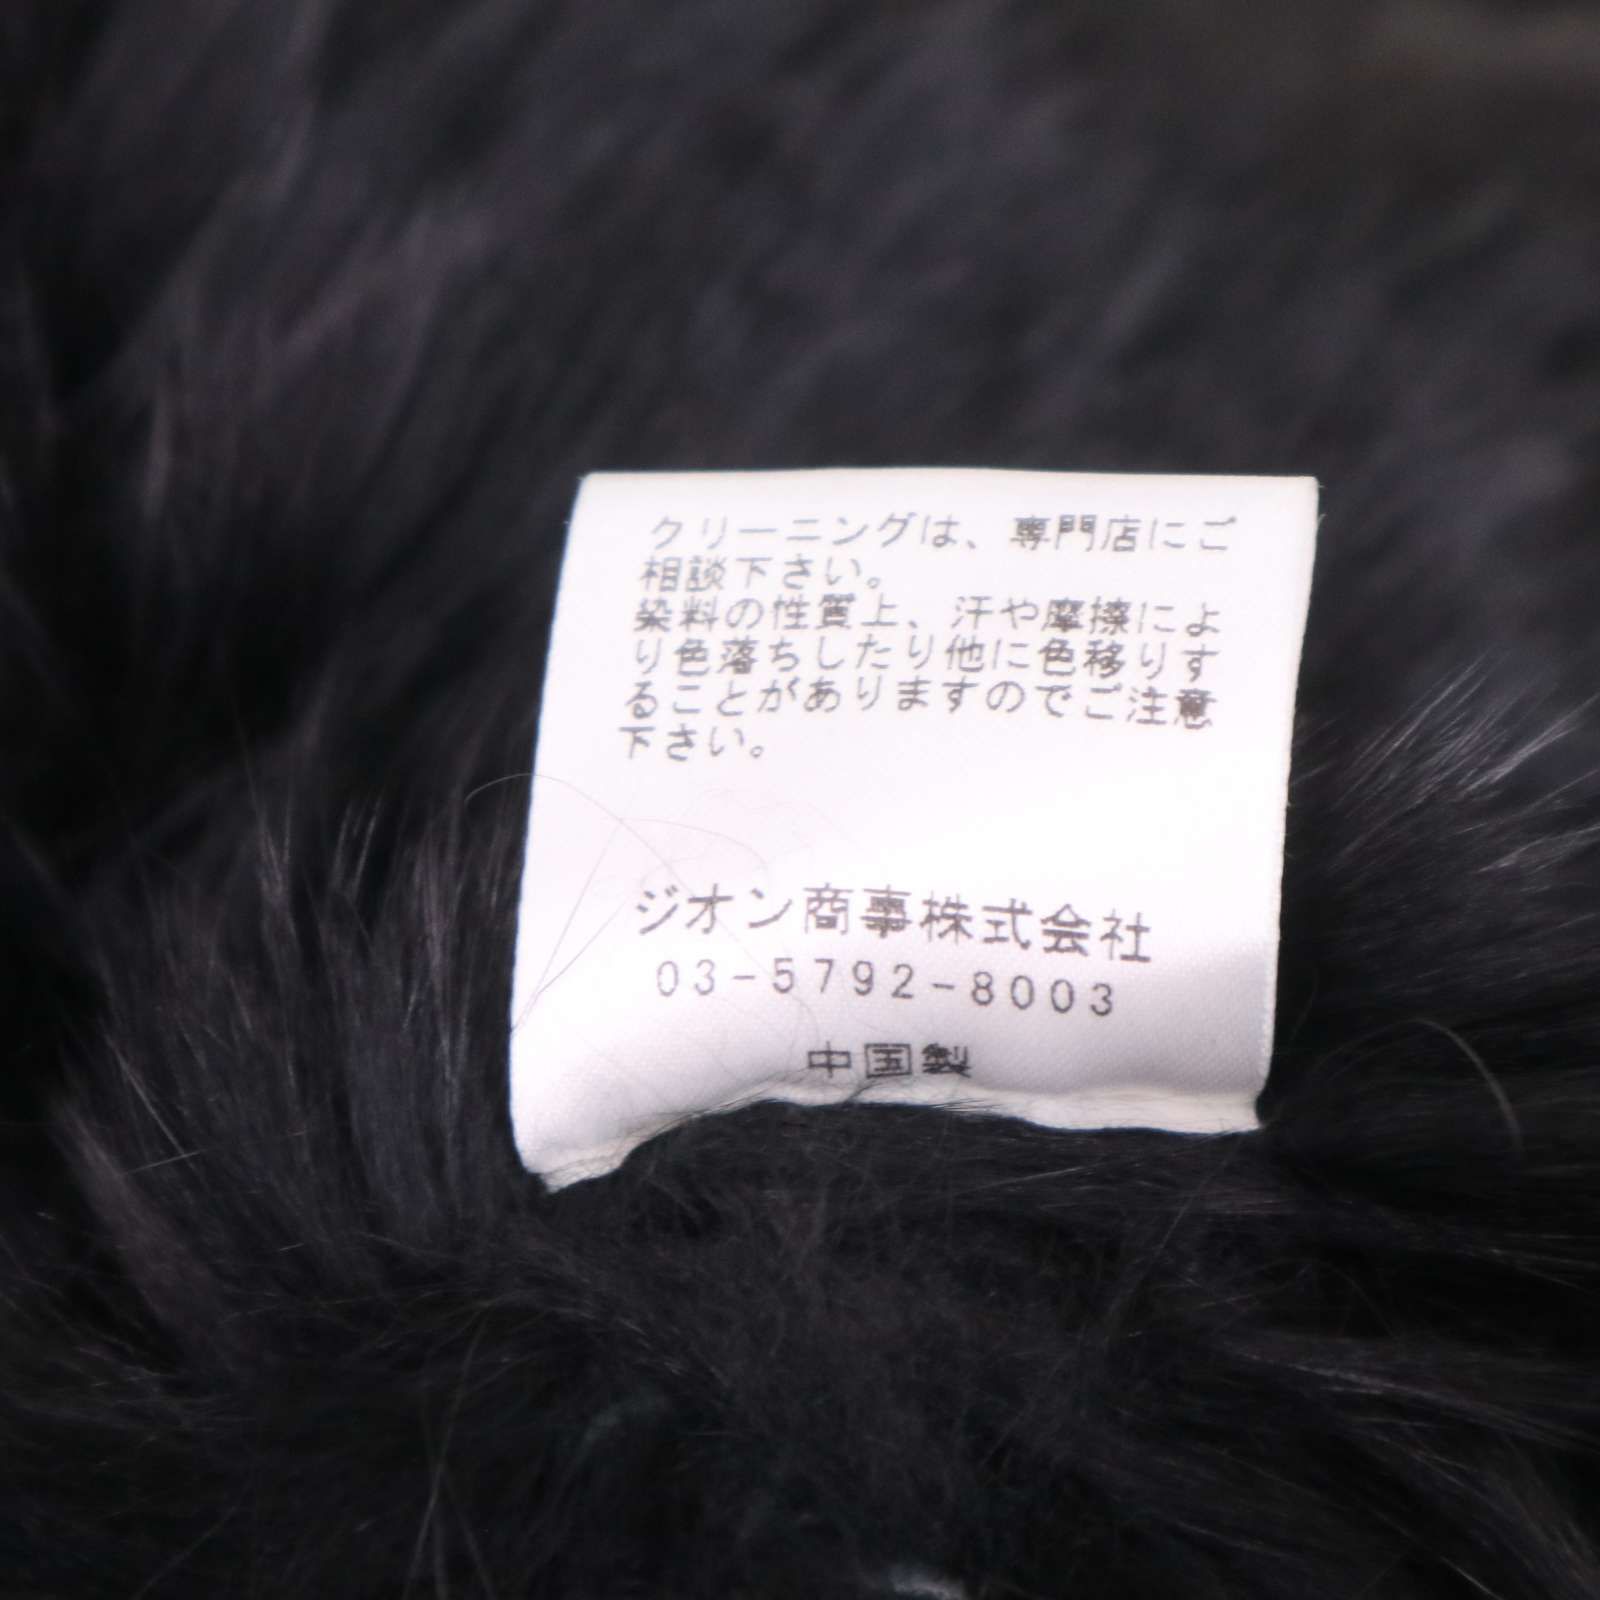 クリーニングは、専門店にご
相談下さい。
染料の性質上、汗や摩擦によ
り色落ちしたり他に色移りす
ることがありますのでご注意
下さい。
ジオン商事株式会社
03-5792-8003
中国製